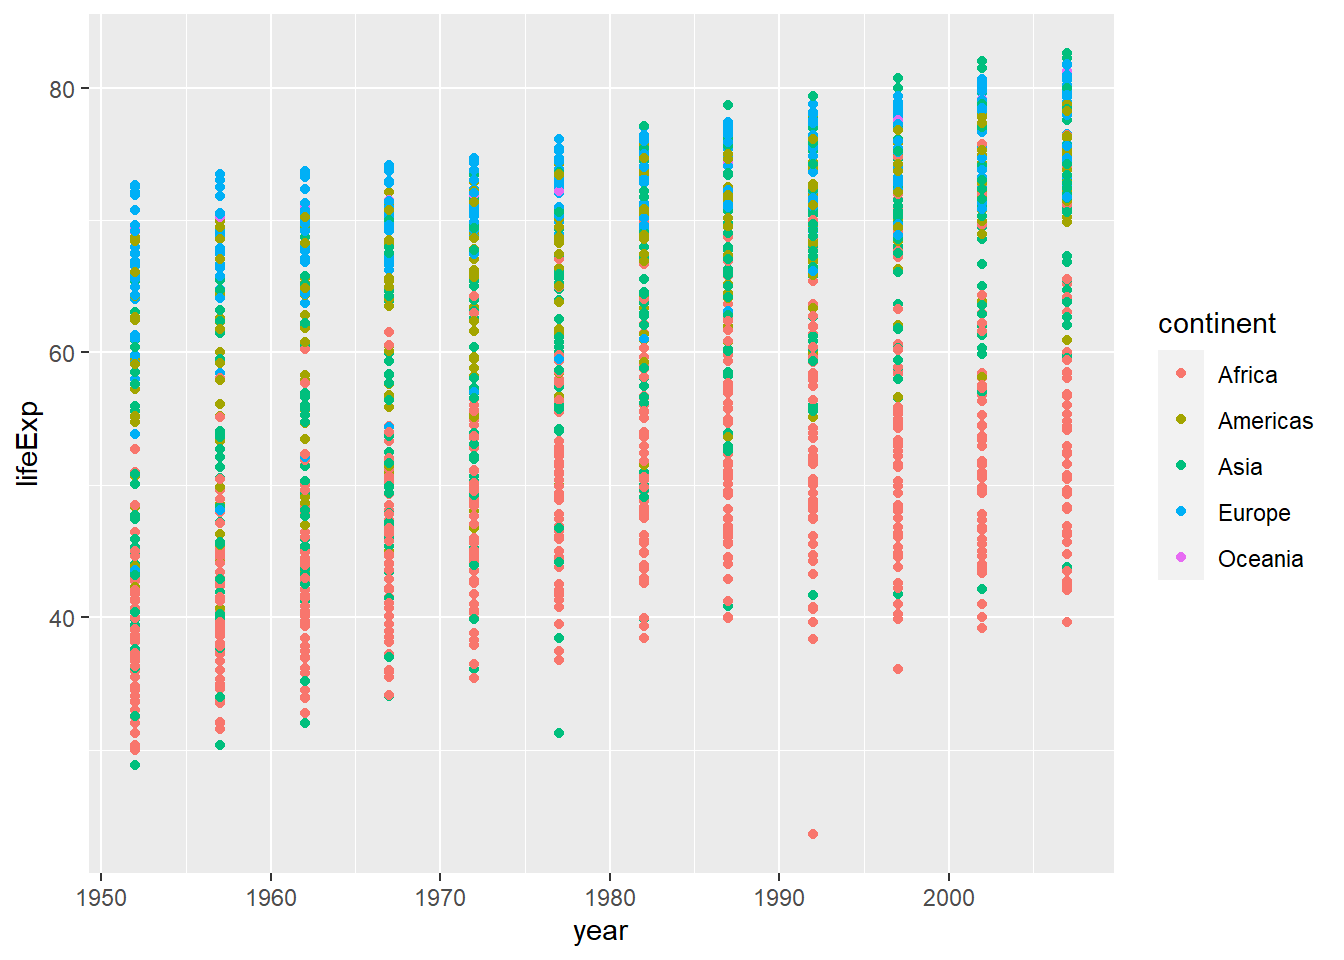 80
60
40
lifeExp
1950 1960 1970 1980 1990 2000
year
continent
Africa
Americas
Asia
Europe
Oceania